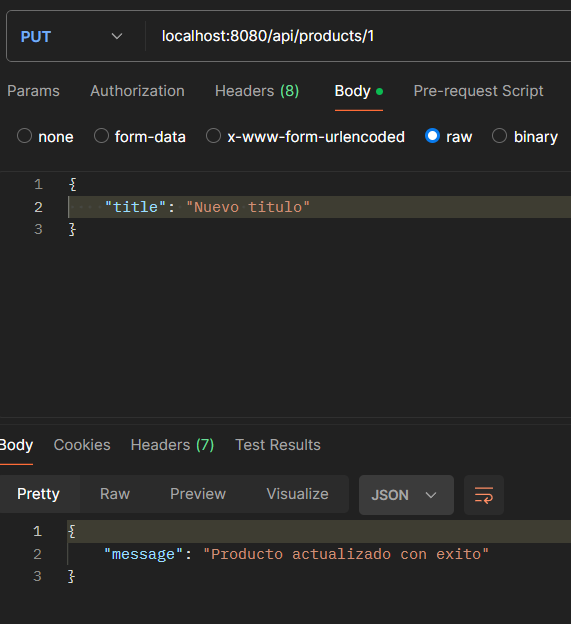 PUT localhost:8080/api/products/1
Params Authorization Headers (8) Body Pre-request Script
none form-data x-www-form-urlencoded raw binary
1 {
2 "title": "Nuevo titulo"
3 }
Body Cookies Headers (7) Test Results
Pretty Raw Preview Visualize JSON
1 {
2 "message": "Producto actualizado con exito"
3 }